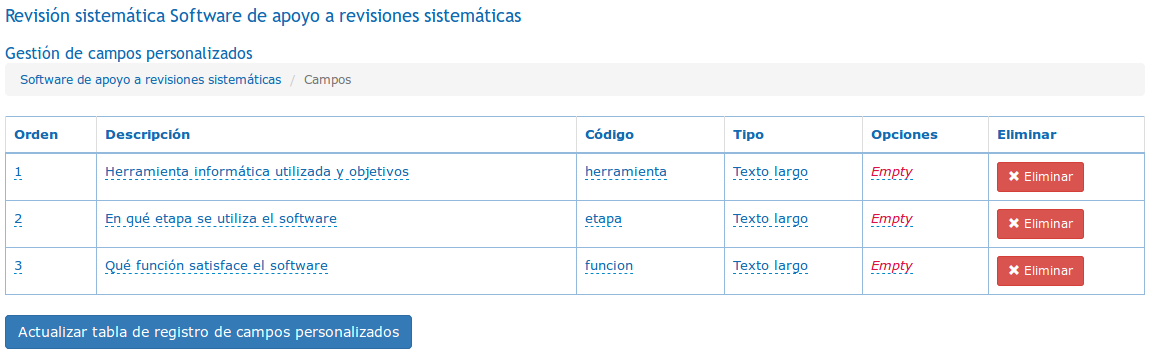 Revisión sistemática Software de apoyo a revisiones sistemáticas
Gestión de campos personalizados
Software de apoyo a revisiones sistemáticas / Campos
Orden Descripción Código Tipo Opciones Eliminar
1 Herramienta informática utilizada y objetivos herramienta Texto largo Empty ✖ Eliminar
2 En qué etapa se utiliza el software etapa Texto largo Empty ✖ Eliminar
3 Qué función satisface el software funcion Texto largo Empty ✖ Eliminar
Actualizar tabla de registro de campos personalizados